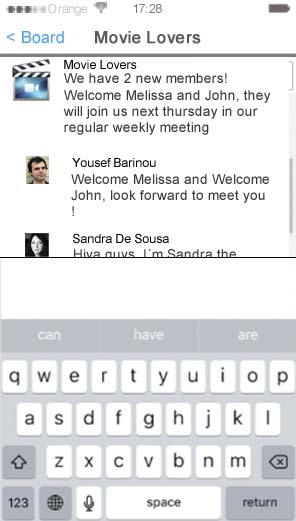 Orange 17:28
< Board Movie Lovers
Movie Lovers
We have 2 new members!
Welcome Melissa and John, they
will join us next thursday in our
regular weekly meeting
Yousef Barinou
Welcome Melissa and Welcome
John, look forward to meet you
!
Sandra De Sousa
Hiya guys, I´m Sandra the
can have are
q w e r t y u i o p
a s d f g h j k l
z x c v b n m
123 space return